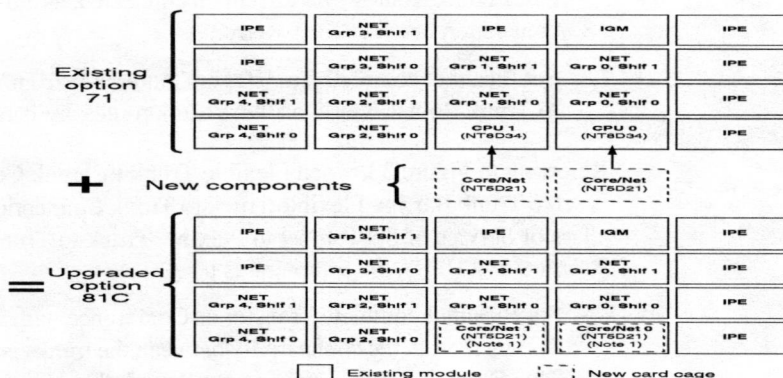 IPE NET Grp 3, Shlf 1 IPE IGM IPE
IPE NET Grp 3, Shlf 0 NET Grp 1, Shlf 1 NET Grp 0, Shlf 1 IPE
Existing option 71
NET Grp 4, Shlf 1 NET Grp 2, Shlf 1 NET Grp 1, Shlf 0 NET Grp 0, Shlf 0 IPE
NET Grp 4, Shlf 0 NET Grp 2, Shlf 0 CPU 1 (NT6D34) CPU 0 (NT6D34) IPE
+ New components { Core/Net (NT5D21) Core/Net (NT5D21)
IPE NET Grp 3, Shlf 1 IPE IGM IPE
IPE NET Grp 3, Shlf 0 NET Grp 1, Shlf 1 NET Grp 0, Shlf 1 IPE
= Upgraded option 81C
NET Grp 4, Shlf 1 NET Grp 2, Shlf 1 NET Grp 1, Shlf 0 NET Grp 0, Shlf 0 IPE
NET Grp 4, Shlf 0 NET Grp 2, Shlf 0 Core/Net 1 (NT5D21) (Note 1) Core/Net 0 (NT5D21) (Note 1) IPE
Existing module New card cage